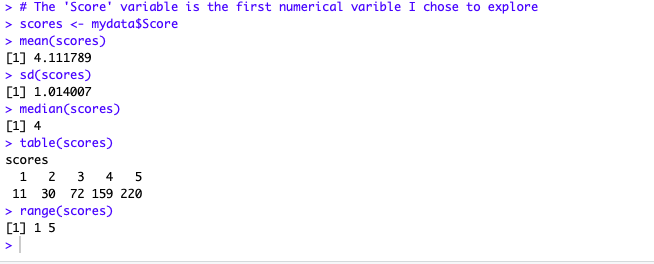 > # The 'Score' variable is the first numerical varible I chose to explore
> scores <- mydata$Score
> mean(scores)
[1] 4.111789
> sd(scores)
[1] 1.014007
> median(scores)
[1] 4
> table(scores)
scores
  1   2   3   4   5
 11  30  72 159 220
> range(scores)
[1] 1 5
>